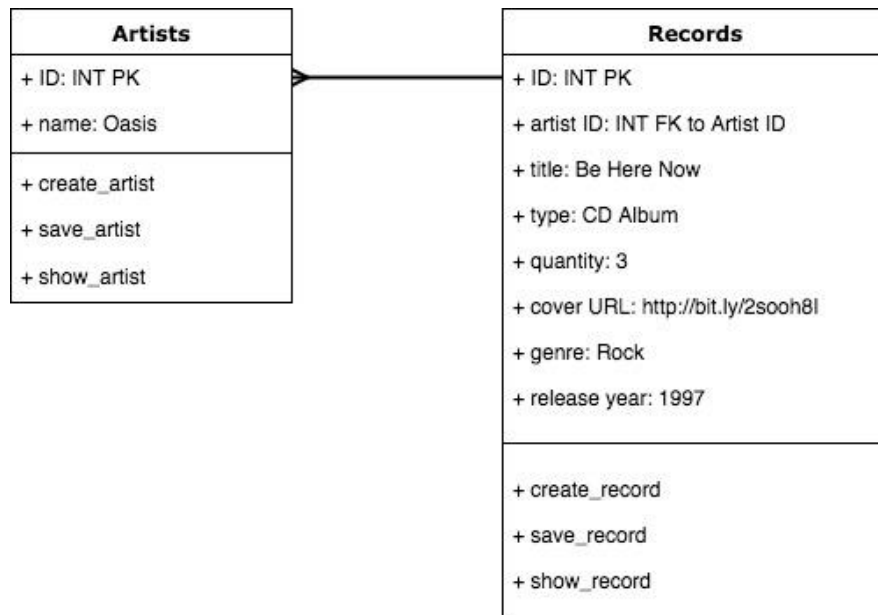 Artists
+ ID: INT PK
+ name: Oasis
+ create_artist
+ save_artist
+ show_artist
Records
+ ID: INT PK
+ artist ID: INT FK to Artist ID
+ title: Be Here Now
+ type: CD Album
+ quantity: 3
+ cover URL: http://bit.ly/2sooh8I
+ genre: Rock
+ release year: 1997
+ create_record
+ save_record
+ show_record